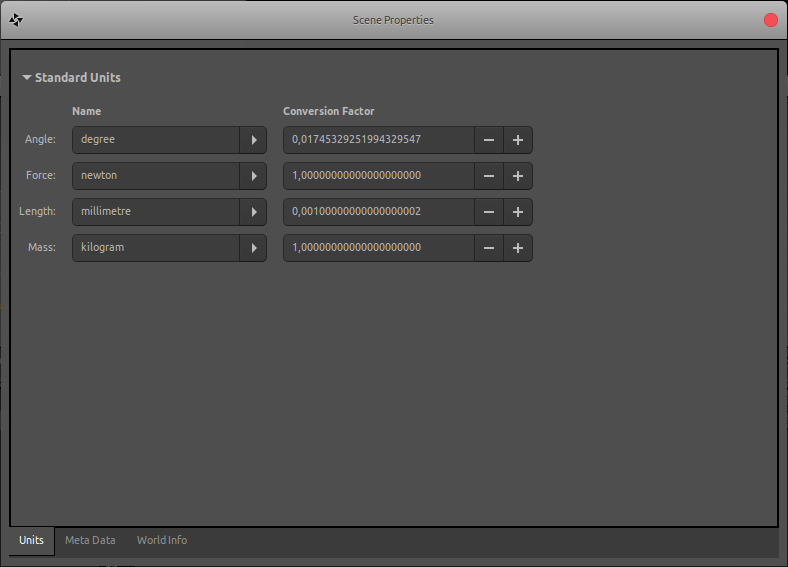 Scene Properties
Standard Units
Name Conversion Factor
Angle: degree 0,01745329251994329547
Force: newton 1,00000000000000000000
Length: millimetre 0,00100000000000000002
Mass: kilogram 1,00000000000000000000
Units Meta Data World Info